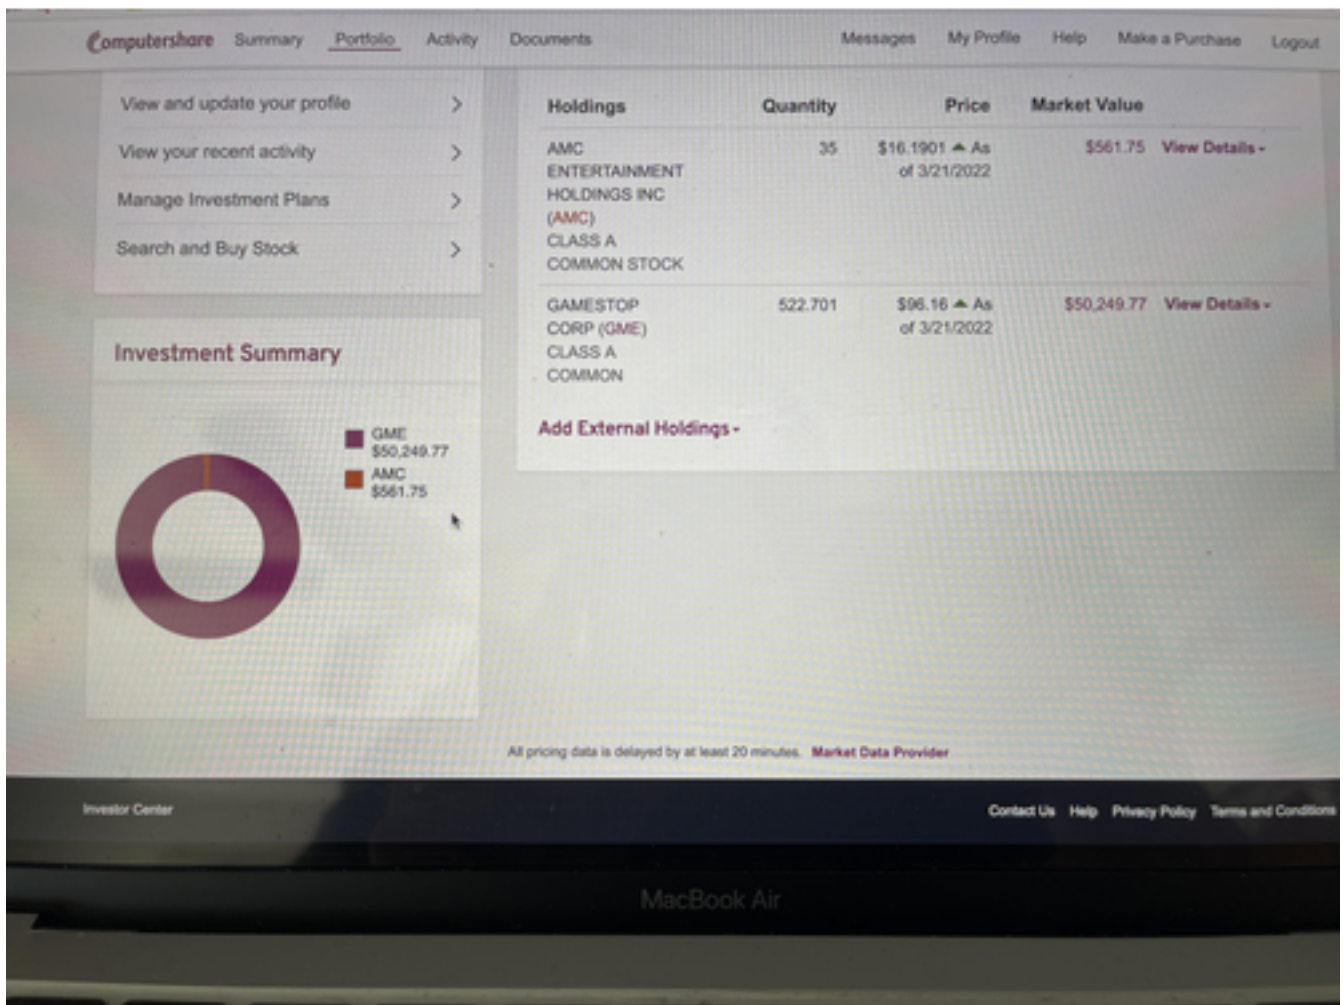 Computershare Summary Portfolio Activity Documents Messages My Profile Help Make a Purchase Logout
View and update your profile
View your recent activity
Manage Investment Plans
Search and Buy Stock
Investment Summary
GME
$50,249.77
AMC
$561.75
Holdings Quantity Price Market Value
AMC 35 $16.1901 As $561.75 View Details
ENTERTAINMENT of 3/21/2022
HOLDINGS INC
(AMC)
CLASS A
COMMON STOCK
GAMESTOP 522.701 $96.16 As $50,249.77 View Details
CORP (GME) of 3/21/2022
CLASS A
COMMON
Add External Holdings
All pricing data is delayed by at least 20 minutes. Market Data Provider
Investor Center Contact Us Help Privacy Policy Terms and Conditions
MacBook Air